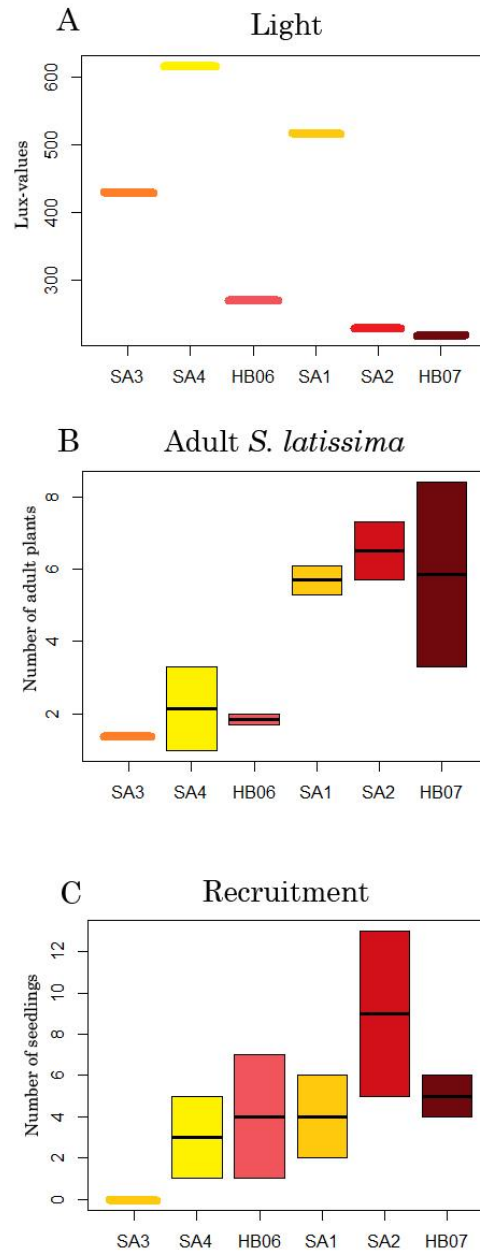 A Light
Lux-values
600
500
400
300
SA3 SA4 HB06 SA1 SA2 HB07
B Adult S. latissima
Number of adult plants
8
6
4
2
SA3 SA4 HB06 SA1 SA2 HB07
C Recruitment
Number of seedlings
12
10
8
6
4
2
0
SA3 SA4 HB06 SA1 SA2 HB07